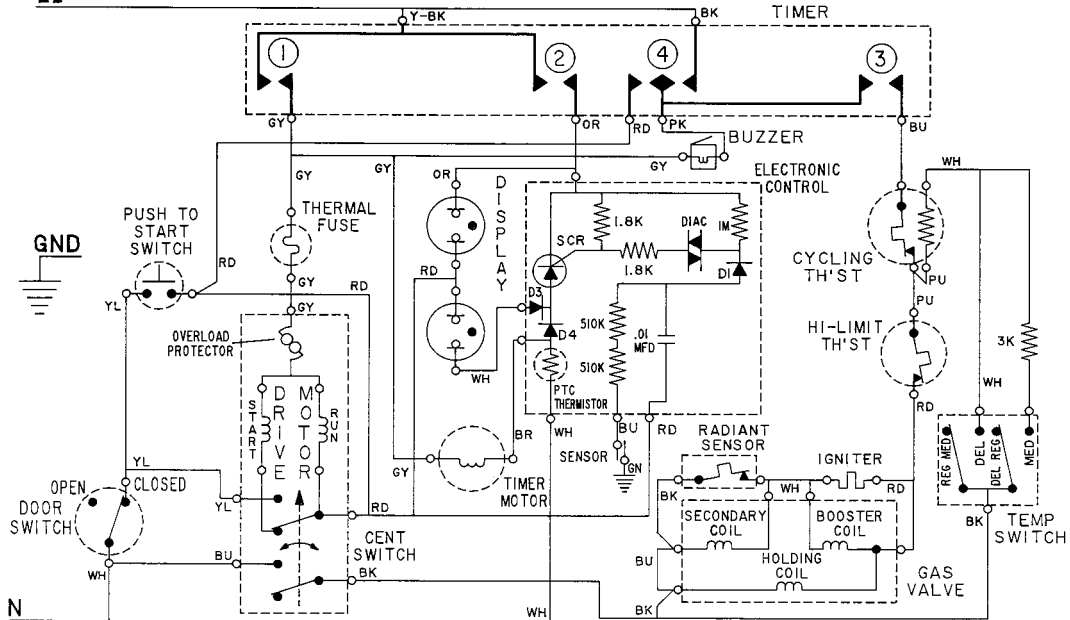 Y-BK
BK
TIMER
1
2
4
3
GY
OR
RD
PK
BU
BUZZER
GY
WH
ELECTRONIC CONTROL
GY
GY
OR
DISPLAY
PUSH TO START SWITCH
THERMAL FUSE
1.8K
DIAC
1M
SCR
1.8K
D1
CYCLING TH'ST
GND
RD
GY
RD
RD
PU
PU
YL
GY
D3
HI-LIMIT TH'ST
OVERLOAD PROTECTOR
D4
510K
.01 MFD
510K
3K
WH
PTC THERMISTOR
WH
START
DRIVE MOTOR
RUN
BR
WH
BU
RD
RD
RADIANT SENSOR
IGNITER
SENSOR
GN
REG MED
DEL
DEL REG
MED
YL
GY
TIMER MOTOR
BK
WH
RD
OPEN
CLOSED
DOOR SWITCH
YL
RD
CENT SWITCH
SECONDARY COIL
BOOSTER COIL
BK
TEMP SWITCH
BU
BU
HOLDING COIL
WH
BK
GAS VALVE
N
WH
BK